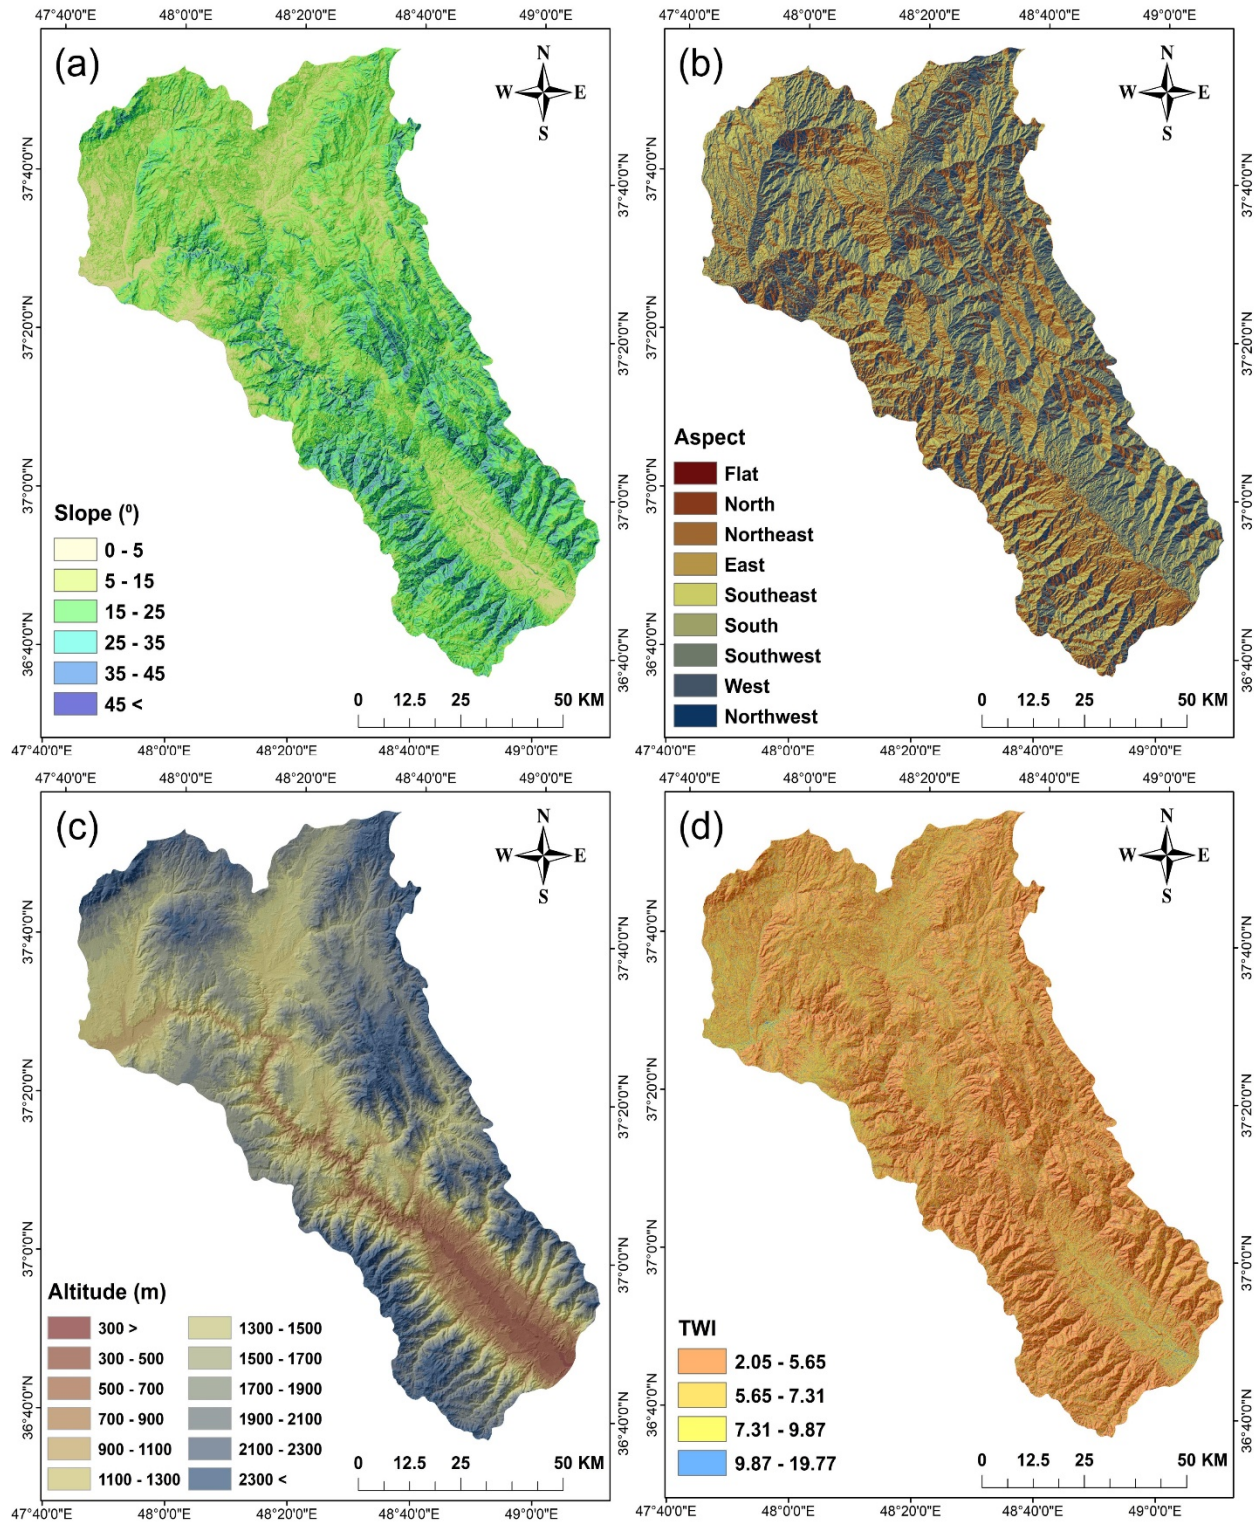 47°40'0"E 48°0'0"E 48°20'0"E 48°40'0"E 49°0'0"E
(a)
N
W E
S
37°40'0"N
37°20'0"N
37°0'0"N
36°40'0"N
37°40'0"N
37°20'0"N
37°0'0"N
36°40'0"N
Slope (º)
0 - 5
5 - 15
15 - 25
25 - 35
35 - 45
45 <
0 12.5 25 50 KM
47°40'0"E 48°0'0"E 48°20'0"E 48°40'0"E 49°0'0"E
47°40'0"E 48°0'0"E 48°20'0"E 48°40'0"E 49°0'0"E
(b)
N
W E
S
37°40'0"N
37°20'0"N
37°0'0"N
36°40'0"N
37°40'0"N
37°20'0"N
37°0'0"N
36°40'0"N
Aspect
Flat
North
Northeast
East
Southeast
South
Southwest
West
Northwest
0 12.5 25 50 KM
47°40'0"E 48°0'0"E 48°20'0"E 48°40'0"E 49°0'0"E
47°40'0"E 48°0'0"E 48°20'0"E 48°40'0"E 49°0'0"E
(c)
N
W E
S
37°40'0"N
37°20'0"N
37°0'0"N
36°40'0"N
37°40'0"N
37°20'0"N
37°0'0"N
36°40'0"N
Altitude (m)
300 >
300 - 500
500 - 700
700 - 900
900 - 1100
1100 - 1300
1300 - 1500
1500 - 1700
1700 - 1900
1900 - 2100
2100 - 2300
2300 <
0 12.5 25 50 KM
47°40'0"E 48°0'0"E 48°20'0"E 48°40'0"E 49°0'0"E
47°40'0"E 48°0'0"E 48°20'0"E 48°40'0"E 49°0'0"E
(d)
N
W E
S
37°40'0"N
37°20'0"N
37°0'0"N
36°40'0"N
37°40'0"N
37°20'0"N
37°0'0"N
36°40'0"N
TWI
2.05 - 5.65
5.65 - 7.31
7.31 - 9.87
9.87 - 19.77
0 12.5 25 50 KM
47°40'0"E 48°0'0"E 48°20'0"E 48°40'0"E 49°0'0"E